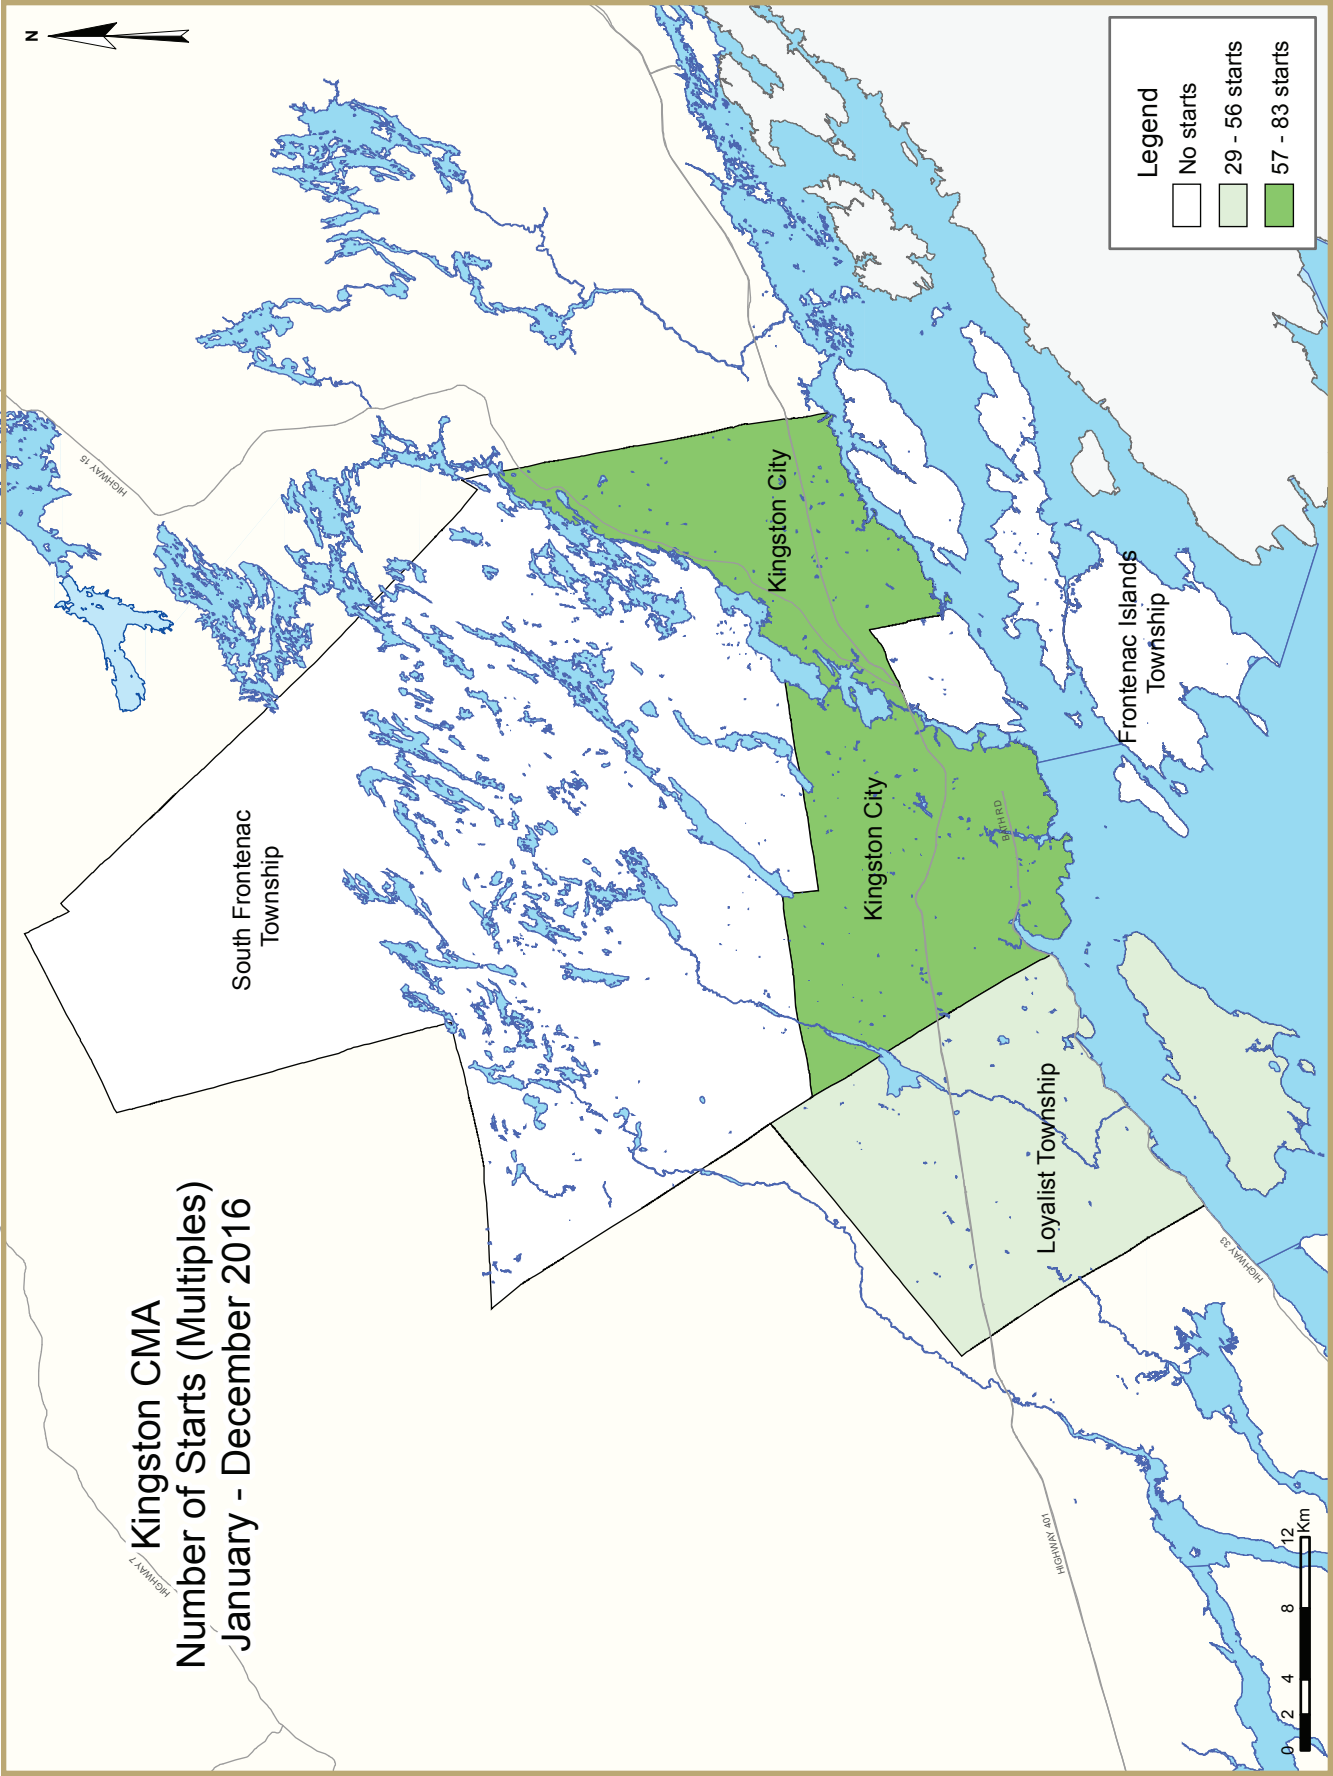 Kingston CMA
Number of Starts (Multiples)
January - December 2016
N
HIGHWAY 7
HIGHWAY 15
South Frontenac
Township
Kingston City
Kingston City
BATH RD
Loyalist Township
Frontenac Islands
Township
HIGHWAY 33
HIGHWAY 401
0 2 4 8 12
Km
Legend
No starts
29 - 56 starts
57 - 83 starts